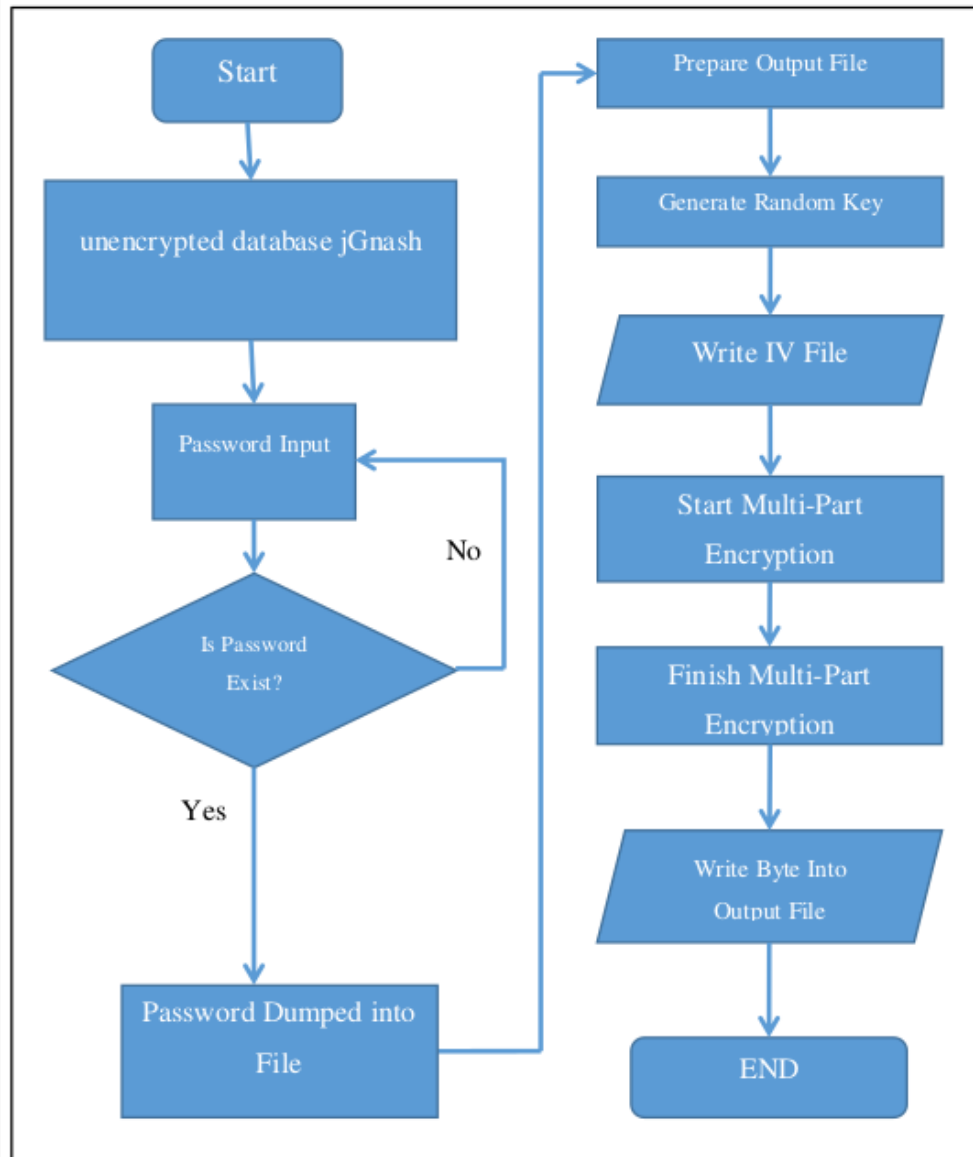 Start
unencrypted database jGnash
Password Input
No
Is Password
Exist?
Yes
Password Dumped into
File
Prepare Output File
Generate Random Key
Write IV File
Start Multi-Part
Encryption
Finish Multi-Part
Encryption
Write Byte Into
Output File
END